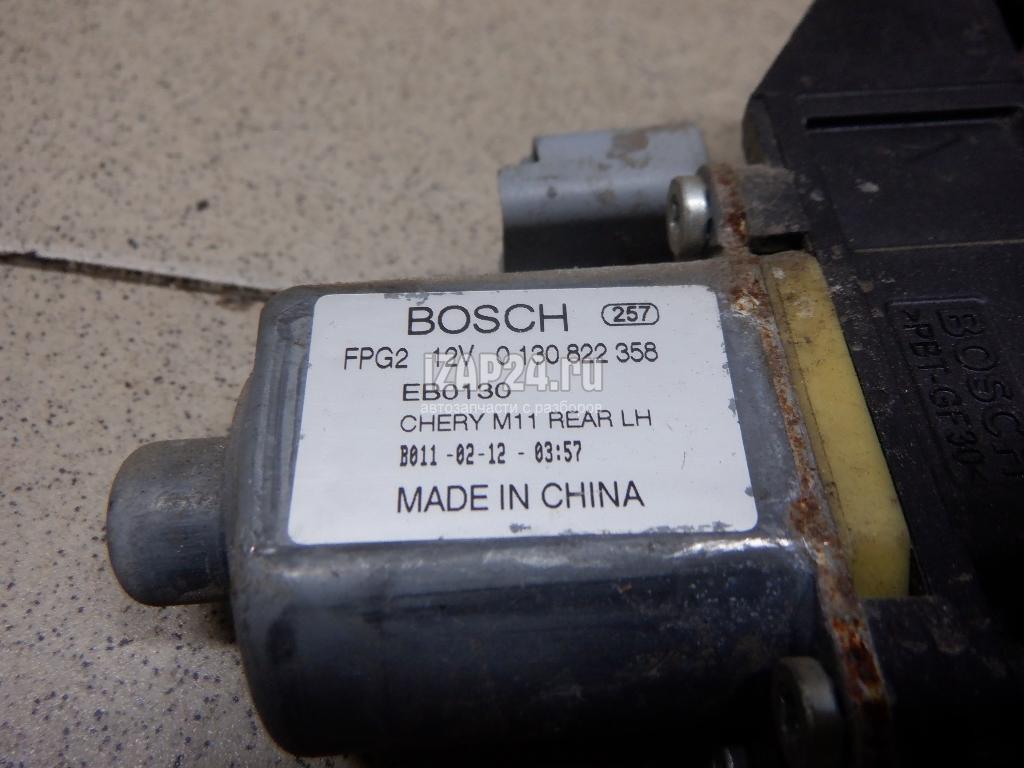 BOSCH 257
FPG2 12V 0 130 822 358
IZAP24.ru
EB0130
автозапчасти с разборов
CHERY M11 REAR LH
B011 -02-12 - 03:57
MADE IN CHINA
BOSCH
>PBT-GF30<